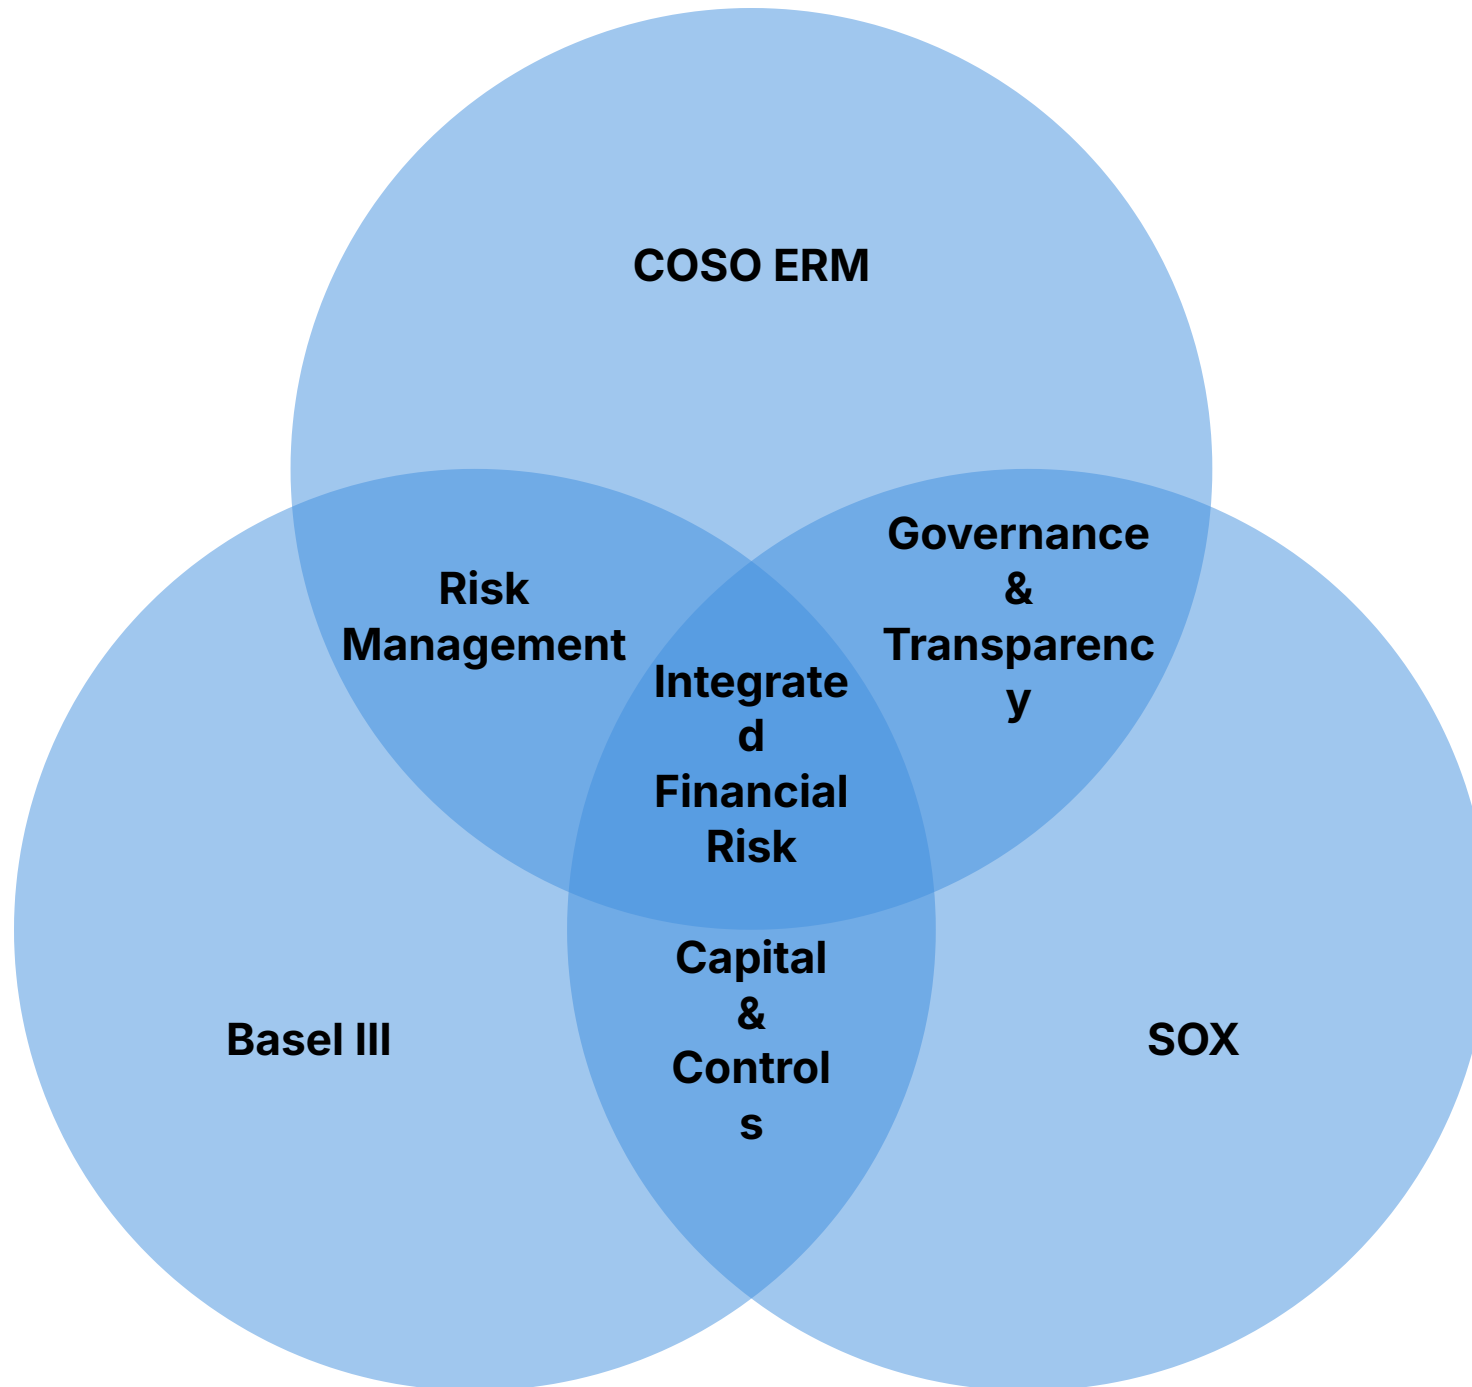 COSO ERM
Risk
Management
Governance
&
Transparenc
y
Integrate
d
Financial
Risk
Capital
&
Control
s
Basel III
SOX